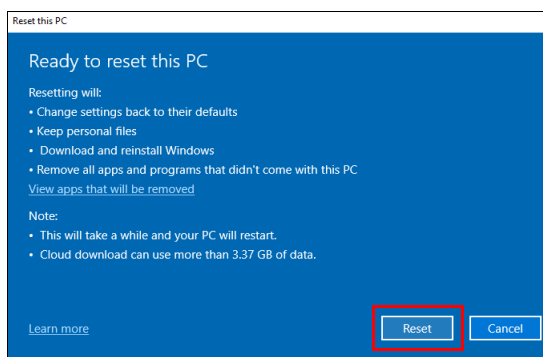 Reset this PC
Ready to reset this PC
Resetting will:
• Change settings back to their defaults
• Keep personal files
• Download and reinstall Windows
• Remove all apps and programs that didn't come with this PC
View apps that will be removed
Note:
• This will take a while and your PC will restart.
• Cloud download can use more than 3.37 GB of data.
Learn more Reset Cancel